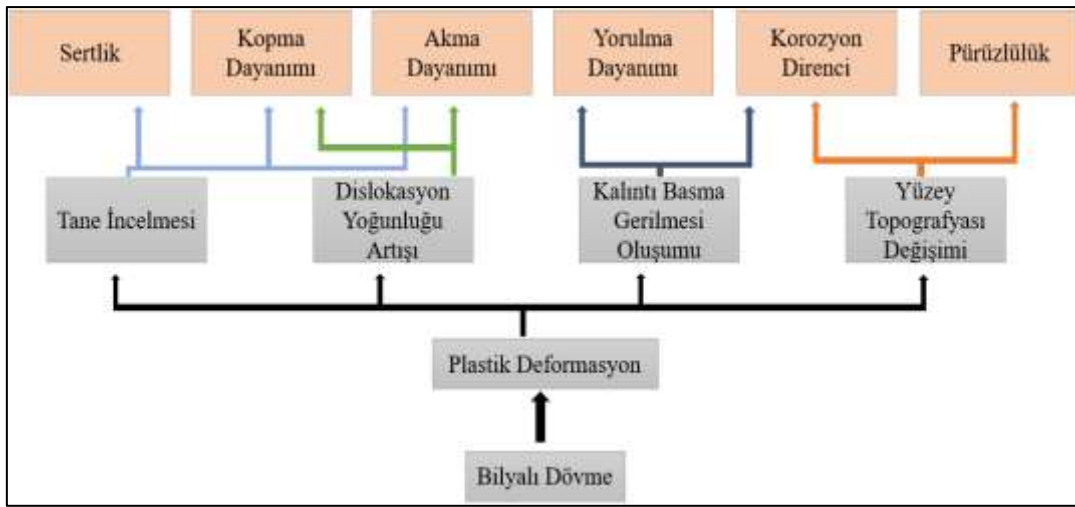 Sertlik
Kopma
Dayanımı
Akma
Dayanımı
Yorulma
Dayanımı
Korozyon
Direnci
Pürüzlülük
Tane İncelmesi
Dislokasyon
Yoğunluğu
Artışı
Kalıntı Basma
Gerilmesi
Oluşumu
Yüzey
Topografyası
Değişimi
Plastik Deformasyon
Bilyalı Dövme